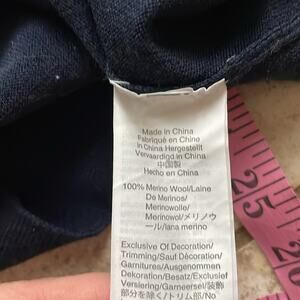 Made in China
Fabriqué en Chine
in China Hergestellt
Vervaarding in China
中国製
Hecho en China
100% Merino Wool/Laine
De Merinos/
Merinowolle/
Merinowol/メリノウ
ール/lana merino
Exclusive Of Decoration/
Trimming/Sauf Décoration/
Garnitures/Ausgenommen
Dekoration/Besatz/Exclusief
Versiering/Garneersel/装飾
部分を除く/トリム部/No
25